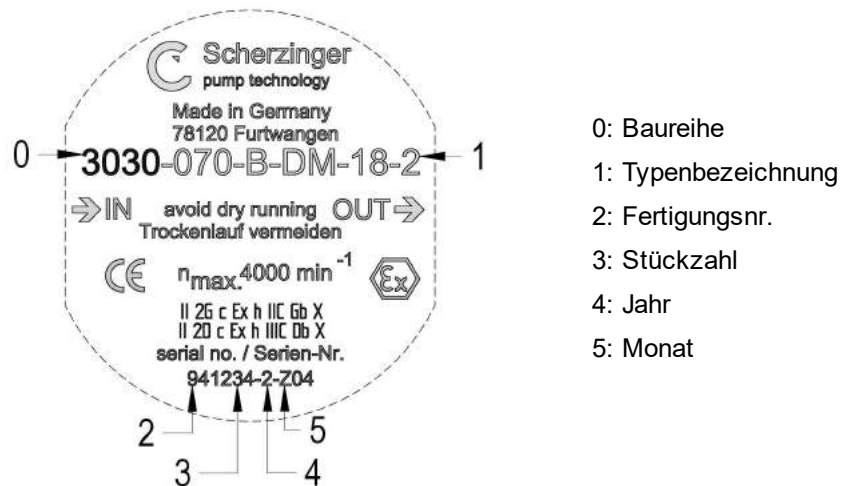 Scherzinger
pump technology
Made in Germany
78120 Furtwangen
0 3030-070-B-DM-18-2 1
IN avoid dry running OUT
Trockenlauf vermeiden
CE nmax.4000 min-1 Ex
II 2G c Ex h IIC Gb X
II 2D c Ex h IIIC Db X
serial no. / Serien-Nr.
941234-2-Z04
2 3 4 5
0: Baureihe
1: Typenbezeichnung
2: Fertigungsnr.
3: Stückzahl
4: Jahr
5: Monat